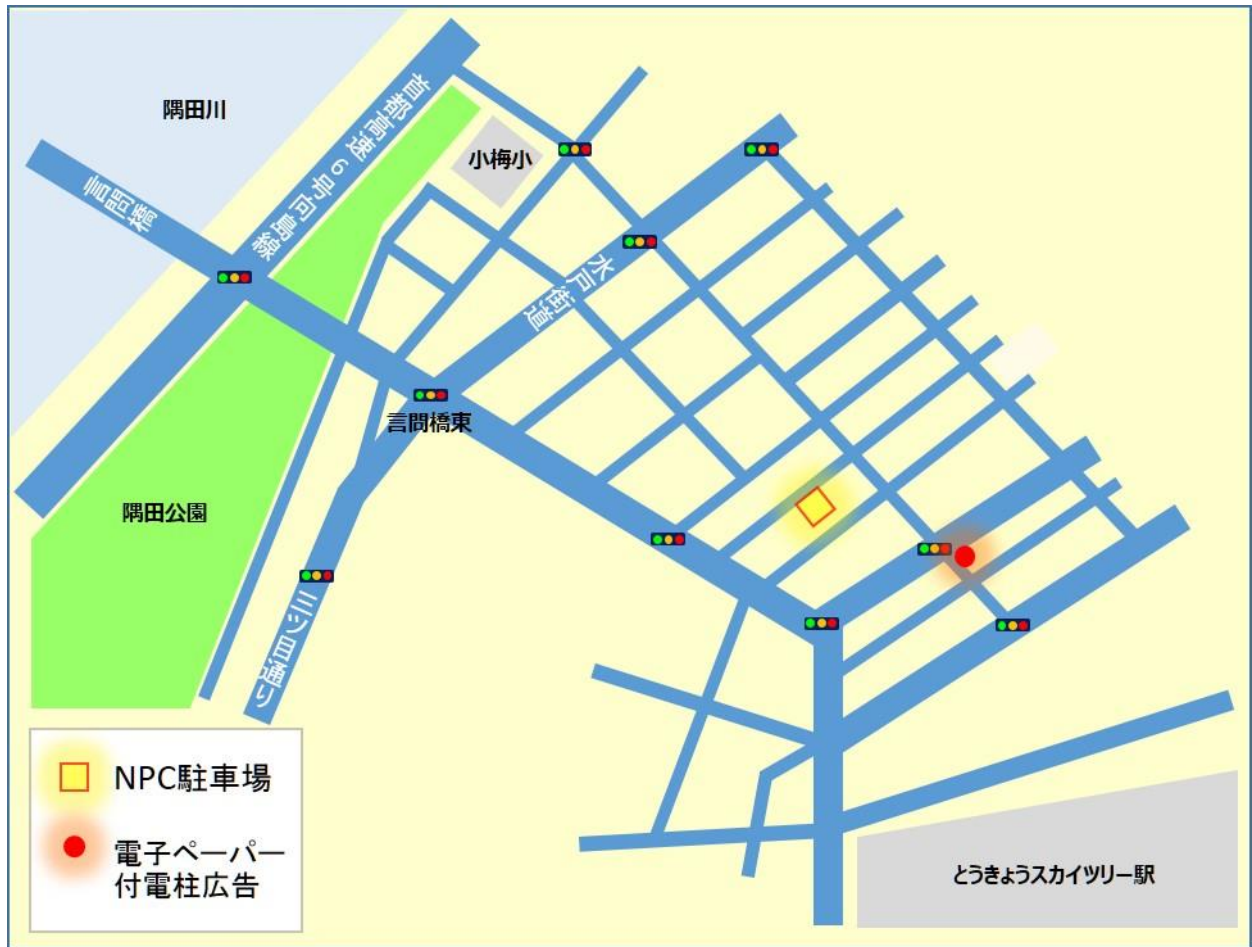 隅田川
首都高速6号向島線
小梅小
言問橋
水戸街道
言問橋東
隅田公園
三ツ目通り
NPC駐車場
電子ペーパー
付電柱広告
とうきょうスカイツリー駅